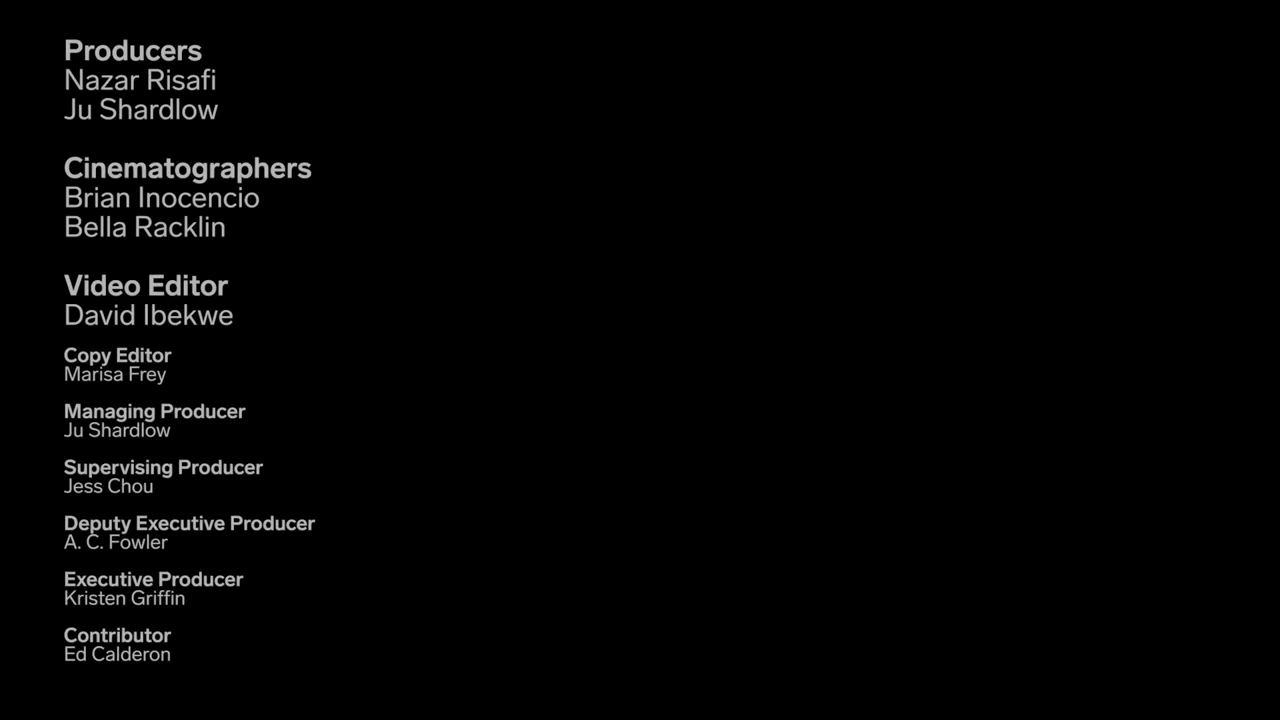 Producers
Nazar Risafi
Ju Shardlow
Cinematographers
Brian Inocencio
Bella Racklin
Video Editor
David Ibekwe
Copy Editor
Marisa Frey
Managing Producer
Ju Shardlow
Supervising Producer
Jess Chou
Deputy Executive Producer
A. C. Fowler
Executive Producer
Kristen Griffin
Contributor
Ed Calderon